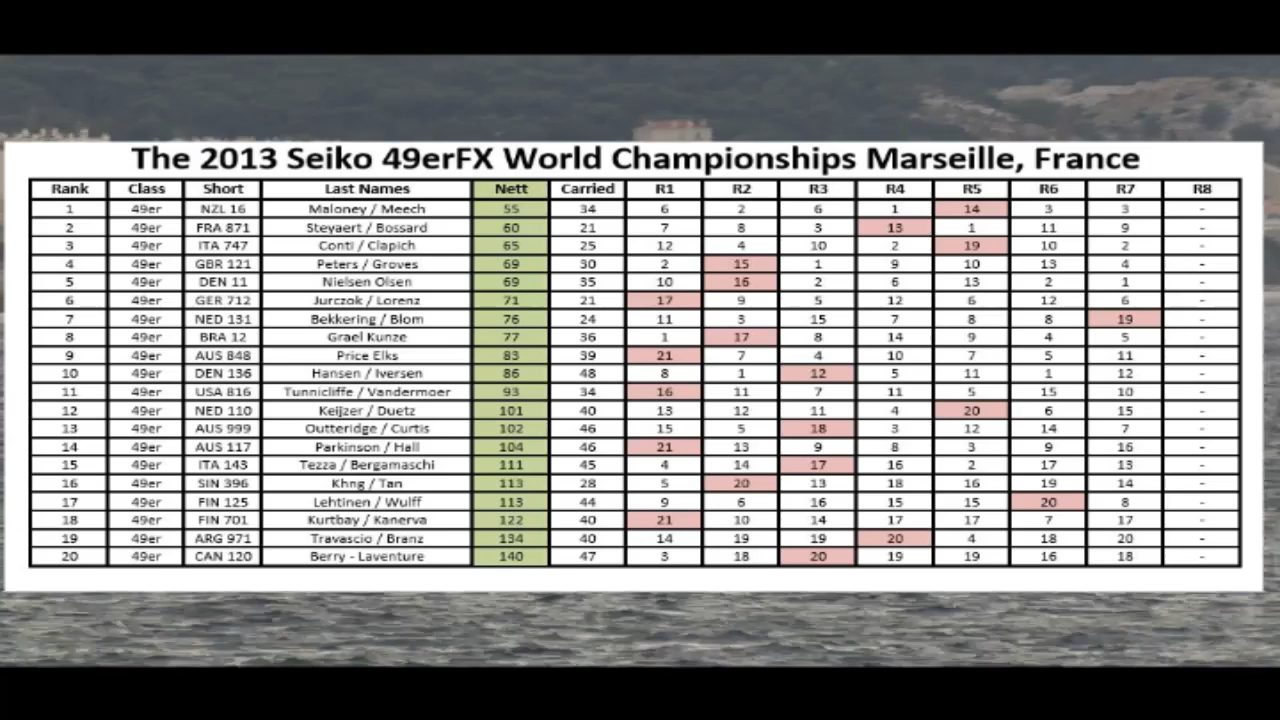 The 2013 Seiko 49erFX World Championships Marseille, France
Rank Class Short Last Names Nett Carried R1 R2 R3 R4 R5 R6 R7 R8
1 49er NZL 16 Maloney / Meech 55 34 6 2 6 1 14 3 3 -
2 49er FRA 871 Steyaert / Bossard 60 21 7 8 3 13 1 11 9 -
3 49er ITA 747 Conti / Clapich 65 25 12 4 10 2 19 10 2 -
4 49er GBR 121 Peters / Groves 69 30 2 15 1 9 10 13 4 -
5 49er DEN 11 Nielsen Olsen 69 35 10 16 2 6 13 2 1 -
6 49er GER 712 Jurczok / Lorenz 71 21 17 9 5 12 6 12 6 -
7 49er NED 131 Bekkering / Blom 76 24 11 3 15 7 8 8 19 -
8 49er BRA 12 Grael Kunze 77 36 1 17 8 14 9 4 5 -
9 49er AUS 848 Price Elks 83 39 21 7 4 10 7 5 11 -
10 49er DEN 136 Hansen / Iversen 86 48 8 1 12 5 11 1 12 -
11 49er USA 816 Tunnicliffe / Vandermoer 93 34 16 11 7 11 5 15 10 -
12 49er NED 110 Keijzer / Duetz 101 40 13 12 11 4 20 6 15 -
13 49er AUS 999 Outteridge / Curtis 102 46 15 5 18 3 12 14 7 -
14 49er AUS 117 Parkinson / Hall 104 46 21 13 9 8 3 9 16 -
15 49er ITA 143 Tezza / Bergamaschi 111 45 4 14 17 16 2 17 13 -
16 49er SIN 396 Khng / Tan 113 28 5 20 13 18 16 19 14 -
17 49er FIN 125 Lehtinen / Wulff 113 44 9 6 16 15 15 20 8 -
18 49er FIN 701 Kurtbay / Kanerva 122 40 21 10 14 17 17 7 17 -
19 49er ARG 971 Travascio / Branz 134 40 14 19 19 20 4 18 20 -
20 49er CAN 120 Berry - Laventure 140 47 3 18 20 19 19 16 18 -